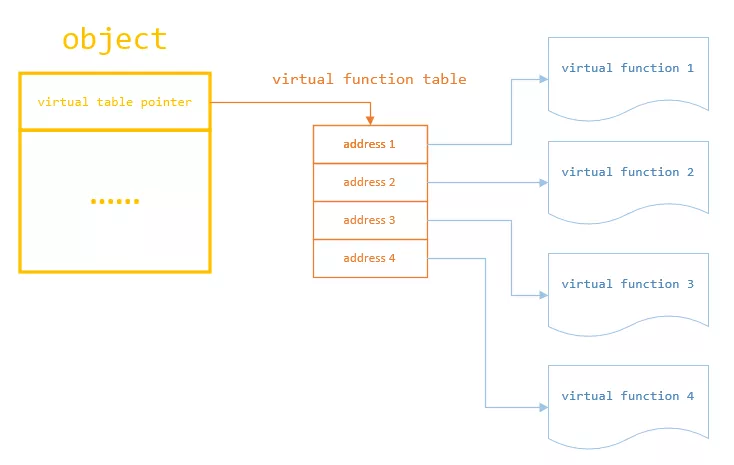 object
virtual table pointer
......
virtual function table
address 1
address 2
address 3
address 4
virtual function 1
virtual function 2
virtual function 3
virtual function 4